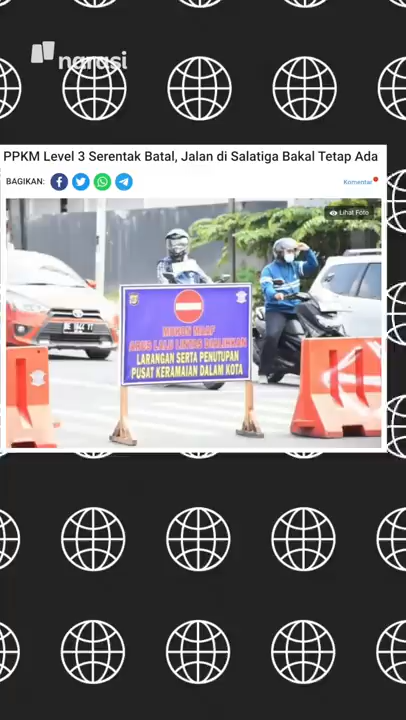 narasi
PPKM Level 3 Serentak Batal, Jalan di Salatiga Bakal Tetap Ada
BAGIKAN:
Komentar
Lihat Foto
MOHON MAAF
ARUS LALU LINTAS DIALIHKAN
LARANGAN SERTA PENUTUPAN
PUSAT KERAMAIAN DALAM KOTA